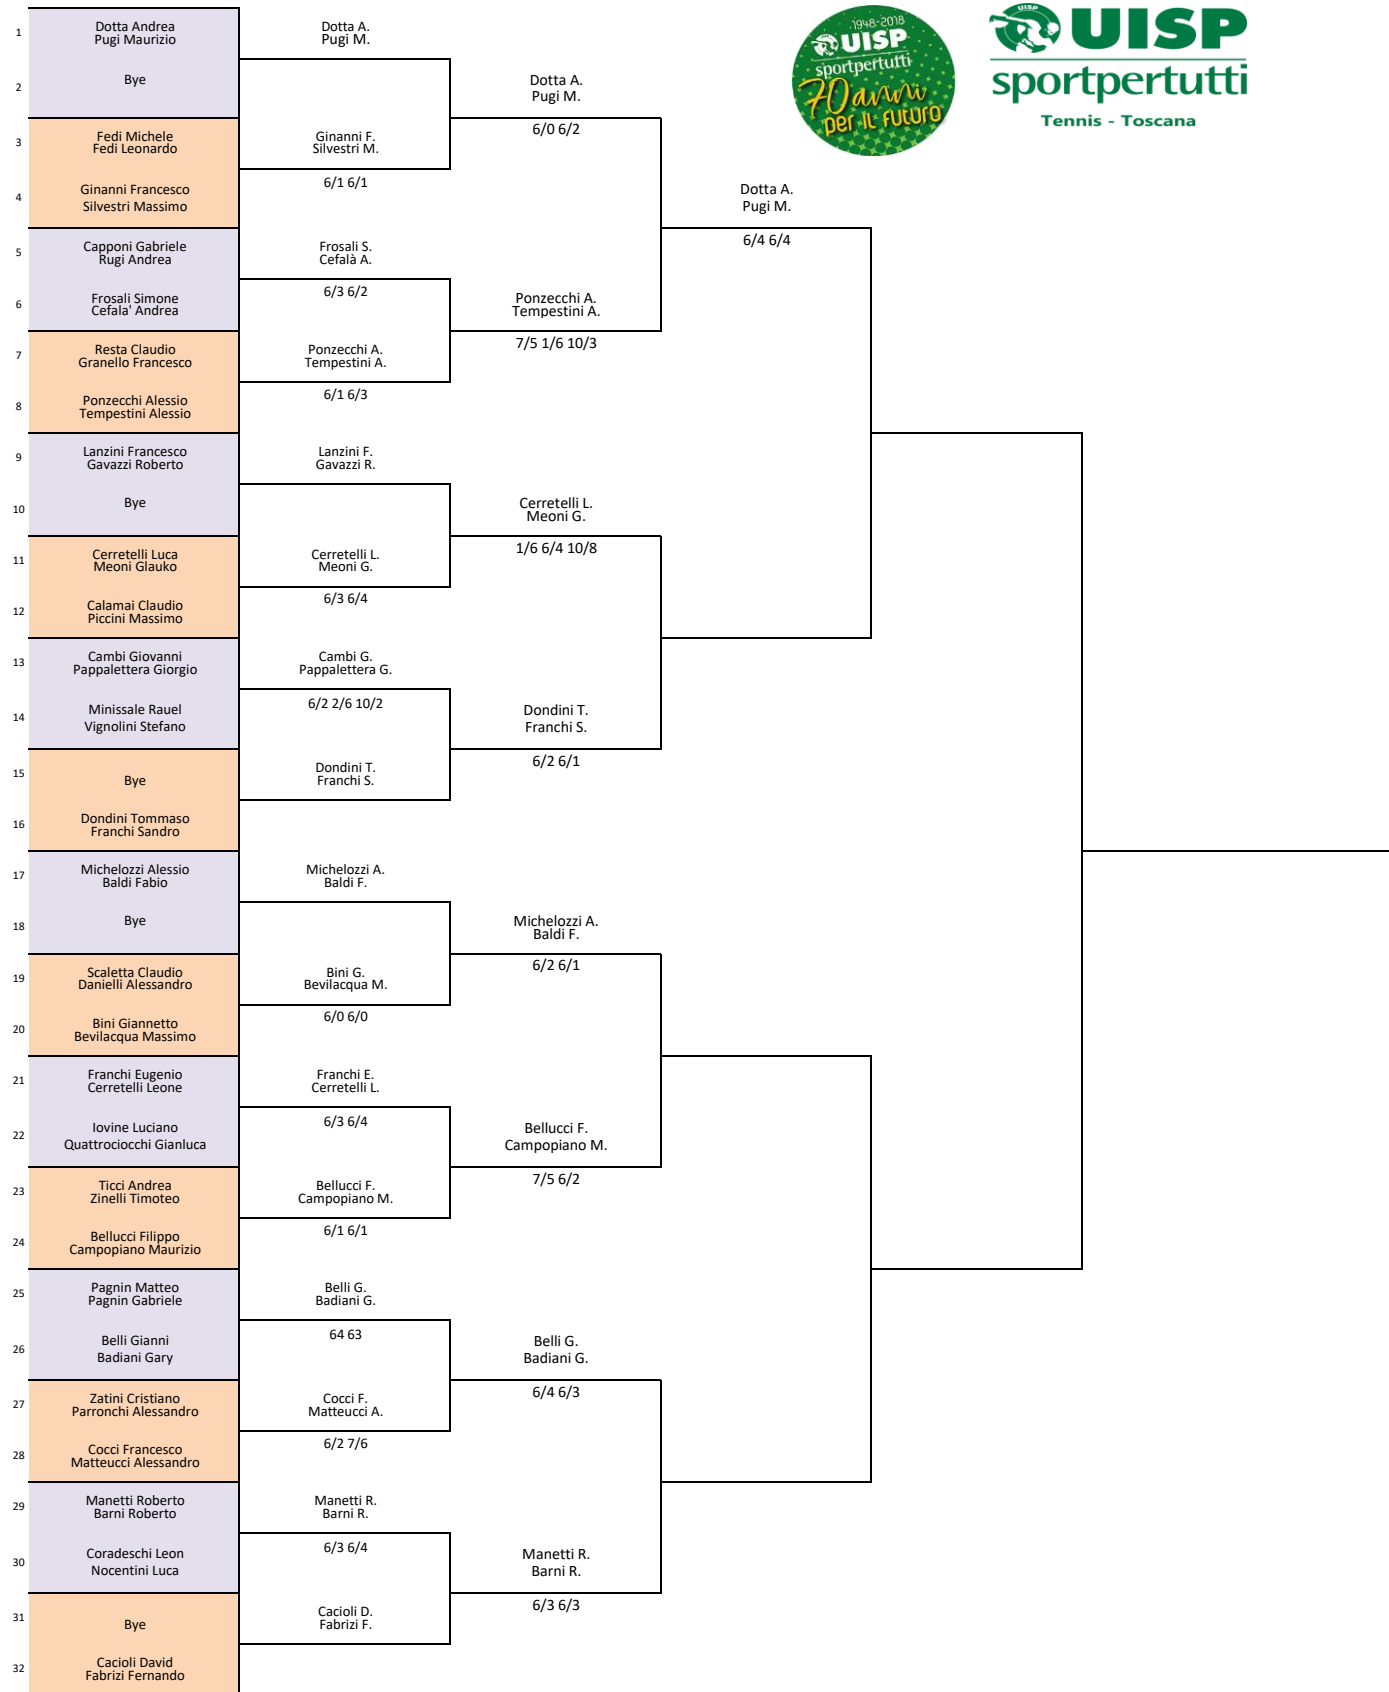 1948-2018
UISP
sportpertutti
70 anni
per il futuro
UISP
sportpertutti
Tennis - Toscana
1
Dotta Andrea
Pugi Maurizio
2
Bye
3
Fedi Michele
Fedi Leonardo
4
Ginanni Francesco
Silvestri Massimo
5
Capponi Gabriele
Rugi Andrea
6
Frosali Simone
Cefala' Andrea
7
Resta Claudio
Granello Francesco
8
Ponzecchi Alessio
Tempestini Alessio
9
Lanzini Francesco
Gavazzi Roberto
10
Bye
11
Cerretelli Luca
Meoni Glauko
12
Calamai Claudio
Piccini Massimo
13
Cambi Giovanni
Pappalettera Giorgio
14
Minissale Rauel
Vignolini Stefano
15
Bye
16
Dondini Tommaso
Franchi Sandro
17
Michelozzi Alessio
Baldi Fabio
18
Bye
19
Scaletta Claudio
Danielli Alessandro
20
Bini Giannetto
Bevilacqua Massimo
21
Franchi Eugenio
Cerretelli Leone
22
Iovine Luciano
Quattrociocchi Gianluca
23
Ticci Andrea
Zinelli Timoteo
24
Bellucci Filippo
Campopiano Maurizio
25
Pagnin Matteo
Pagnin Gabriele
26
Belli Gianni
Badiani Gary
27
Zatini Cristiano
Parronchi Alessandro
28
Cocci Francesco
Matteucci Alessandro
29
Manetti Roberto
Barni Roberto
30
Coradeschi Leon
Nocentini Luca
31
Bye
32
Cacioli David
Fabrizi Fernando
Dotta A.
Pugi M.
Ginanni F.
Silvestri M.
6/1 6/1
Frosali S.
Cefalà A.
6/3 6/2
Ponzecchi A.
Tempestini A.
6/1 6/3
Lanzini F.
Gavazzi R.
Cerretelli L.
Meoni G.
6/3 6/4
Cambi G.
Pappalettera G.
6/2 2/6 10/2
Dondini T.
Franchi S.
Michelozzi A.
Baldi F.
Bini G.
Bevilacqua M.
6/0 6/0
Franchi E.
Cerretelli L.
6/3 6/4
Bellucci F.
Campopiano M.
6/1 6/1
Belli G.
Badiani G.
64 63
Cocci F.
Matteucci A.
6/2 7/6
Manetti R.
Barni R.
6/3 6/4
Cacioli D.
Fabrizi F.
Dotta A.
Pugi M.
6/0 6/2
Ponzecchi A.
Tempestini A.
7/5 1/6 10/3
Cerretelli L.
Meoni G.
1/6 6/4 10/8
Dondini T.
Franchi S.
6/2 6/1
Michelozzi A.
Baldi F.
6/2 6/1
Bellucci F.
Campopiano M.
7/5 6/2
Belli G.
Badiani G.
6/4 6/3
Manetti R.
Barni R.
6/3 6/3
Dotta A.
Pugi M.
6/4 6/4